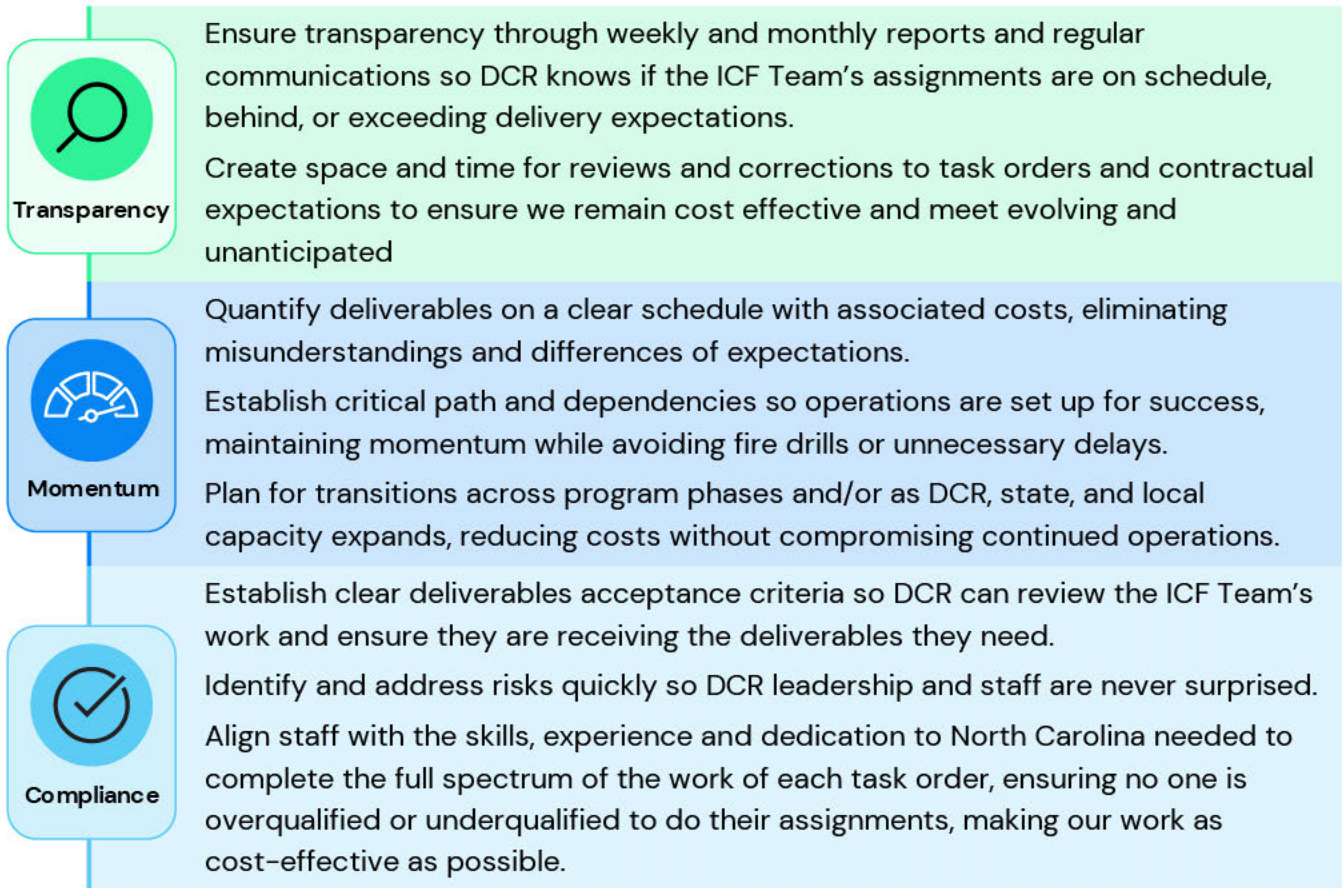 Transparency
Ensure transparency through weekly and monthly reports and regular
communications so DCR knows if the ICF Team’s assignments are on schedule,
behind, or exceeding delivery expectations.
Create space and time for reviews and corrections to task orders and contractual
expectations to ensure we remain cost effective and meet evolving and
unanticipated
Momentum
Quantify deliverables on a clear schedule with associated costs, eliminating
misunderstandings and differences of expectations.
Establish critical path and dependencies so operations are set up for success,
maintaining momentum while avoiding fire drills or unnecessary delays.
Plan for transitions across program phases and/or as DCR, state, and local
capacity expands, reducing costs without compromising continued operations.
Compliance
Establish clear deliverables acceptance criteria so DCR can review the ICF Team’s
work and ensure they are receiving the deliverables they need.
Identify and address risks quickly so DCR leadership and staff are never surprised.
Align staff with the skills, experience and dedication to North Carolina needed to
complete the full spectrum of the work of each task order, ensuring no one is
overqualified or underqualified to do their assignments, making our work as
cost-effective as possible.